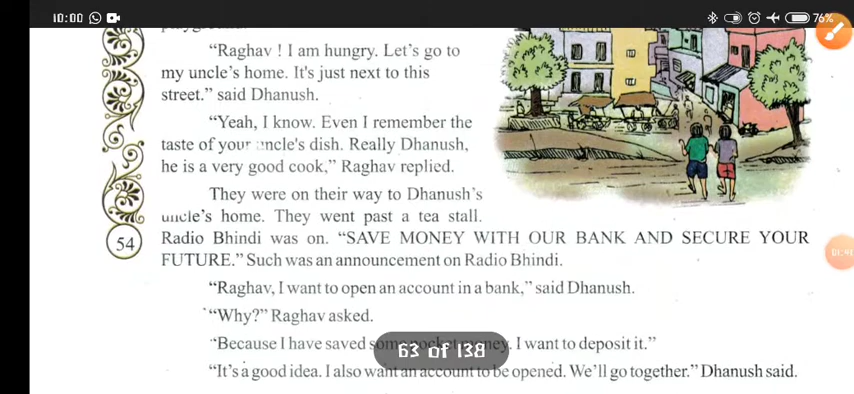 10:00
76%
"Raghav ! I am hungry. Let's go to
my uncle's home. It's just next to this
street." said Dhanush.
"Yeah, I know. Even I remember the
taste of your uncle's dish. Really Dhanush,
he is a very good cook," Raghav replied.
They were on their way to Dhanush's
uncle's home. They went past a tea stall.
54
Radio Bhindi was on. "SAVE MONEY WITH OUR BANK AND SECURE YOUR
FUTURE." Such was an announcement on Radio Bhindi.
"Raghav, I want to open an account in a bank," said Dhanush.
"Why?" Raghav asked.
"Because I have saved some pocket money. I want to deposit it."
63 of 138
"It's a good idea. I also want an account to be opened. We'll go together." Dhanush said.